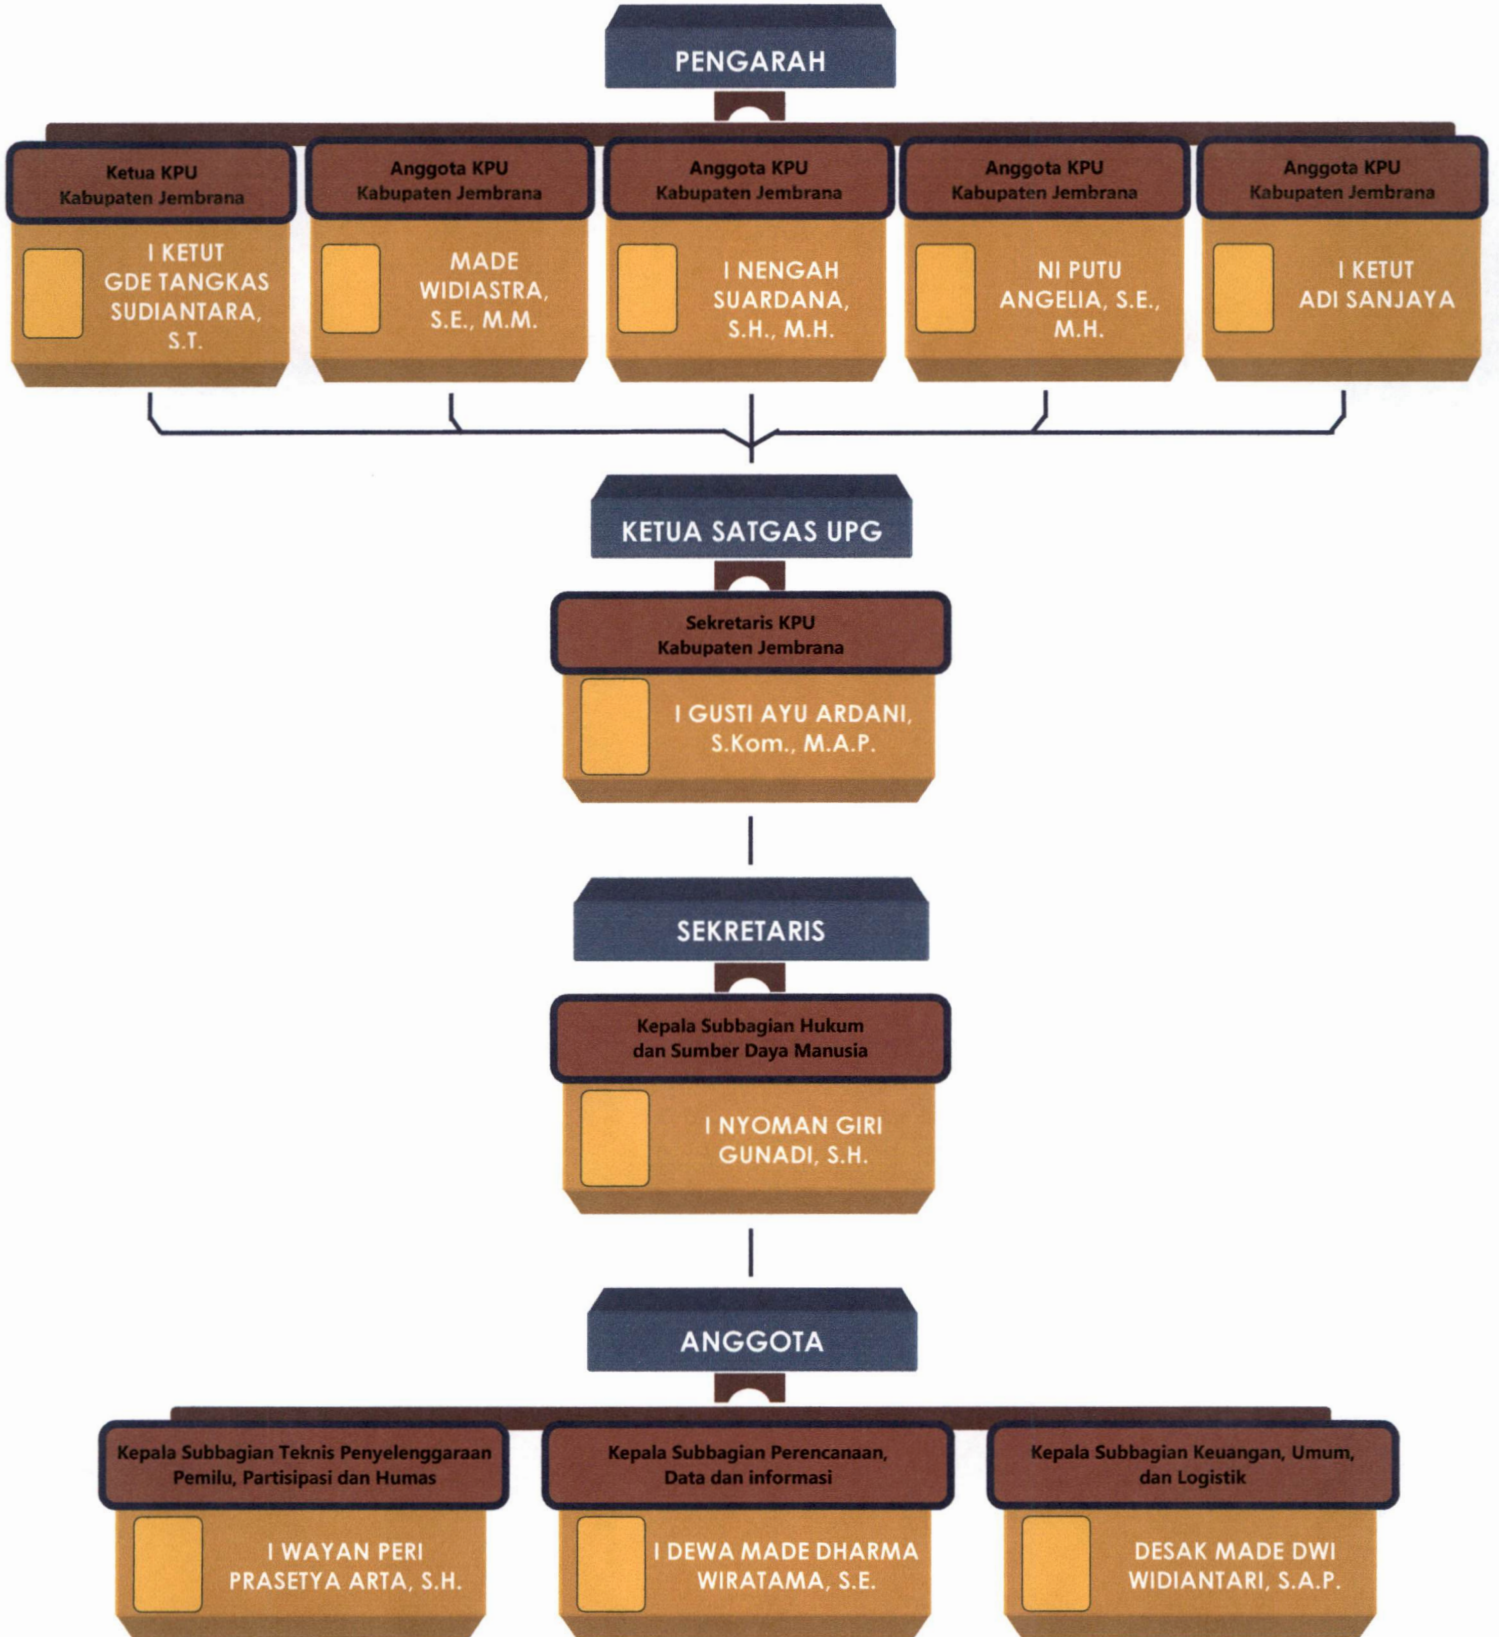 PENGARAH
Ketua KPU
Kabupaten Jembrana
I KETUT
GDE TANGKAS
SUDIANTARA,
S.T.
Anggota KPU
Kabupaten Jembrana
MADE
WIDIASTRA,
S.E., M.M.
Anggota KPU
Kabupaten Jembrana
I NENGAH
SUARDANA,
S.H., M.H.
Anggota KPU
Kabupaten Jembrana
NI PUTU
ANGELIA, S.E.,
M.H.
Anggota KPU
Kabupaten Jembrana
I KETUT
ADI SANJAYA
KETUA SATGAS UPG
Sekretaris KPU
Kabupaten Jembrana
I GUSTI AYU ARDANI,
S.Kom., M.A.P.
SEKRETARIS
Kepala Subbagian Hukum
dan Sumber Daya Manusia
I NYOMAN GIRI
GUNADI, S.H.
ANGGOTA
Kepala Subbagian Teknis Penyelenggaraan
Pemilu, Partisipasi dan Humas
I WAYAN PERI
PRASETYA ARTA, S.H.
Kepala Subbagian Perencanaan,
Data dan informasi
I DEWA MADE DHARMA
WIRATAMA, S.E.
Kepala Subbagian Keuangan, Umum,
dan Logistik
DESAK MADE DWI
WIDIANTARI, S.A.P.